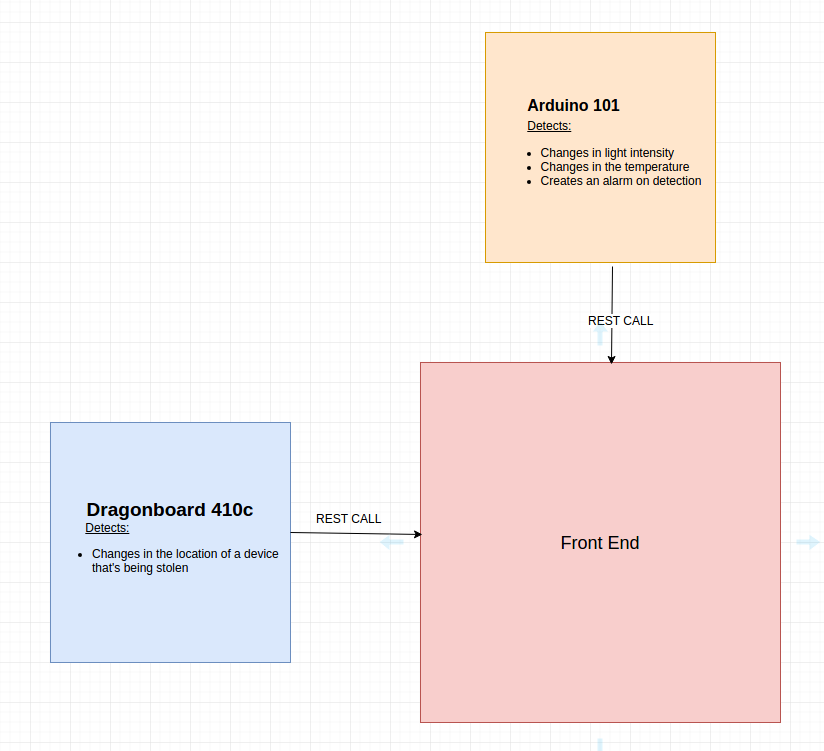 Arduino 101
Detects:
Changes in light intensity
Changes in the temperature
Creates an alarm on detection
REST CALL
Dragonboard 410c
Detects:
Changes in the location of a device
that's being stolen
REST CALL
Front End